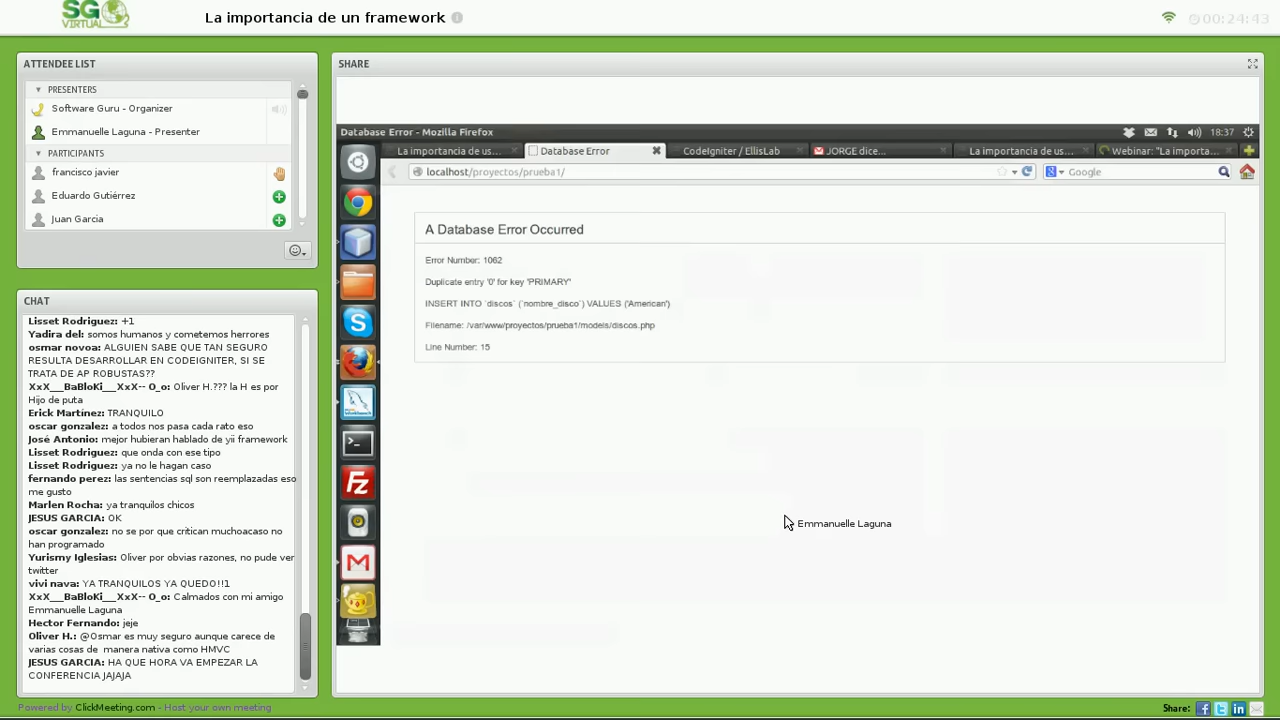 SG
VIRTUAL
La importancia de un framework
00:24:43
ATTENDEE LIST
PRESENTERS
Software Guru - Organizer
Emmanuelle Laguna - Presenter
PARTICIPANTS
francisco javier
Eduardo Gutiérrez
Juan Garcia
CHAT
Lisset Rodriguez: +1
Yadira del: somos humanos y cometemos herrores
osmar novoa: ALGUIEN SABE QUE TAN SEGURO
RESULTA DESARROLLAR EN CODEIGNITER, SI SE
TRATA DE AP ROBUSTAS??
XxX___BaBloKi___XxX-- O_o: Oliver H.??? la H es por
Hijo de puta
Erick Martínez: TRANQUILO
oscar gonzalez: a todos nos pasa cada rato eso
José Antonio: mejor hubieran hablado de yii framework
Lisset Rodriguez: que onda con ese tipo
Lisset Rodriguez: ya no le hagan caso
fernando perez: las sentencias sql son reemplazadas eso
me gusto
Marlen Rocha: ya tranquilos chicos
JESUS GARCIA: OK
oscar gonzalez: no se por que critican muchoacaso no
han programado
Yurismy Iglesias: Oliver por obvias razones, no pude ver
twitter
vivi nava: YA TRANQUILOS YA QUEDO!!1
XxX___BaBloKi___XxX-- O_o: Calmados con mi amigo
Emmanuelle Laguna
Hector Fernando: jeje
Oliver H.: @Osmar es muy seguro aunque carece de
varias cosas de  manera nativa como HMVC
JESUS GARCIA: HA QUE HORA VA EMPEZAR LA
CONFERENCIA JAJAJA
SHARE
Database Error - Mozilla Firefox
18:37
La importancia de us...
Database Error
CodeIgniter / EllisLab
JORGE dice...
La importancia de us...
Webinar: "La importa...
localhost/proyectos/prueba1/
Google
A Database Error Occurred
Error Number: 1062
Duplicate entry '0' for key 'PRIMARY'
INSERT INTO `discos` (`nombre_disco`) VALUES ('American')
Filename: /var/www/proyectos/prueba1/models/discos.php
Line Number: 15
Emmanuelle Laguna
Powered by ClickMeeting.com - Host your own meeting
Share: